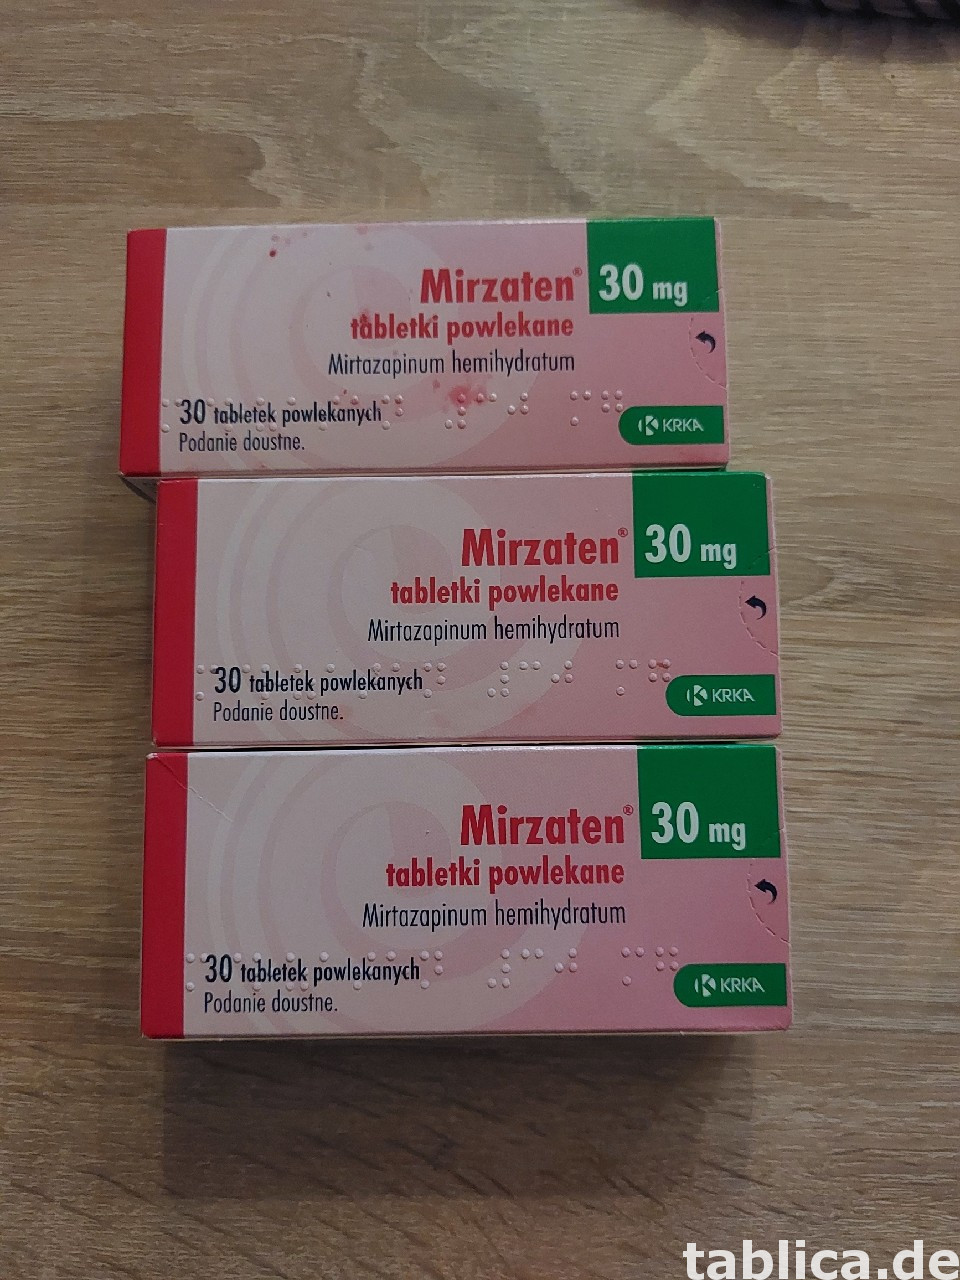 Mirzaten® 30 mg
tabletki powlekane
Mirtazapinum hemihydratum
30 tabletek powlekanych
Podanie doustne.
KRKA
Mirzaten® 30 mg
tabletki powlekane
Mirtazapinum hemihydratum
30 tabletek powlekanych
Podanie doustne.
KRKA
Mirzaten® 30 mg
tabletki powlekane
Mirtazapinum hemihydratum
30 tabletek powlekanych
Podanie doustne.
KRKA
tablica.de